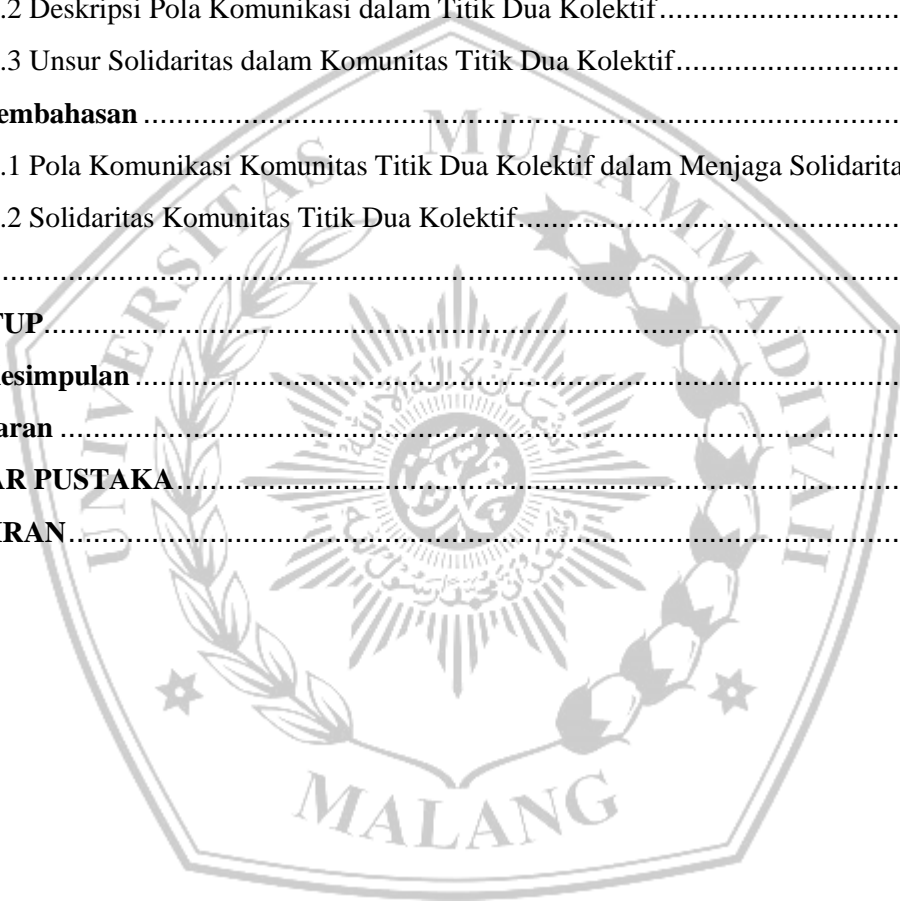 .2 Deskripsi Pola Komunikasi dalam Titik Dua Kolektif........................
.3 Unsur Solidaritas dalam Komunitas Titik Dua Kolektif........................
embahasan........................
.1 Pola Komunikasi Komunitas Titik Dua Kolektif dalam Menjaga Solidarita
.2 Solidaritas Komunitas Titik Dua Kolektif........................
........................
TUP........................
esimpulan........................
aran........................
AR PUSTAKA........................
IRAN........................
UNIVERSITAS MUHAMMADIYAH
MALANG